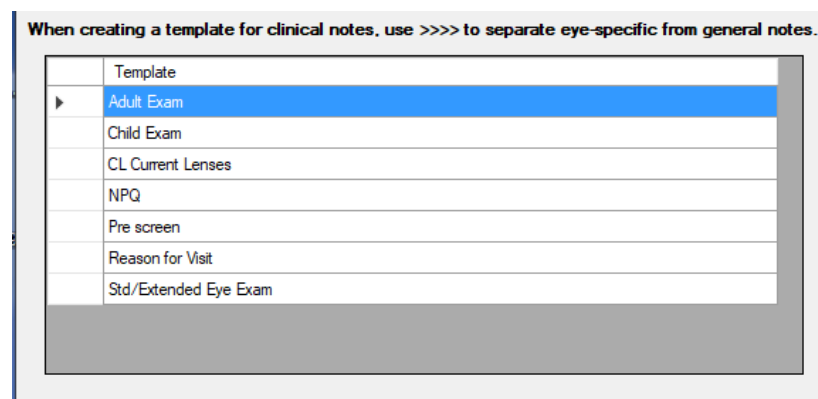 When creating a template for clinical notes, use >>>> to separate eye-specific from general notes.
Template
Adult Exam
Child Exam
CL Current Lenses
NPQ
Pre screen
Reason for Visit
Std/Extended Eye Exam